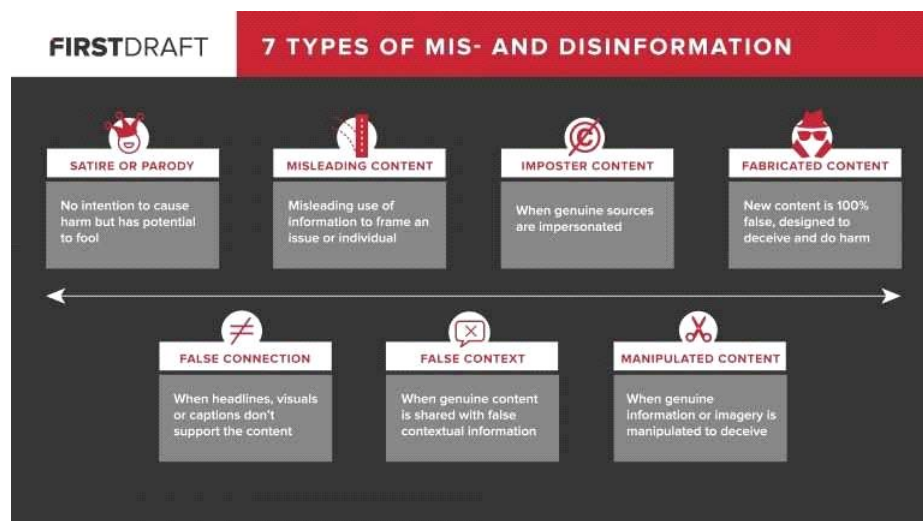 FIRSTDRAFT
7 TYPES OF MIS- AND DISINFORMATION
SATIRE OR PARODY
No intention to cause
harm but has potential
to fool
MISLEADING CONTENT
Misleading use of
information to frame an
issue or individual
IMPOSTER CONTENT
When genuine sources
are impersonated
FABRICATED CONTENT
New content is 100%
false, designed to
deceive and do harm
FALSE CONNECTION
When headlines, visuals
or captions don't
support the content
FALSE CONTEXT
When genuine content
is shared with false
contextual information
MANIPULATED CONTENT
When genuine
information or imagery is
manipulated to deceive